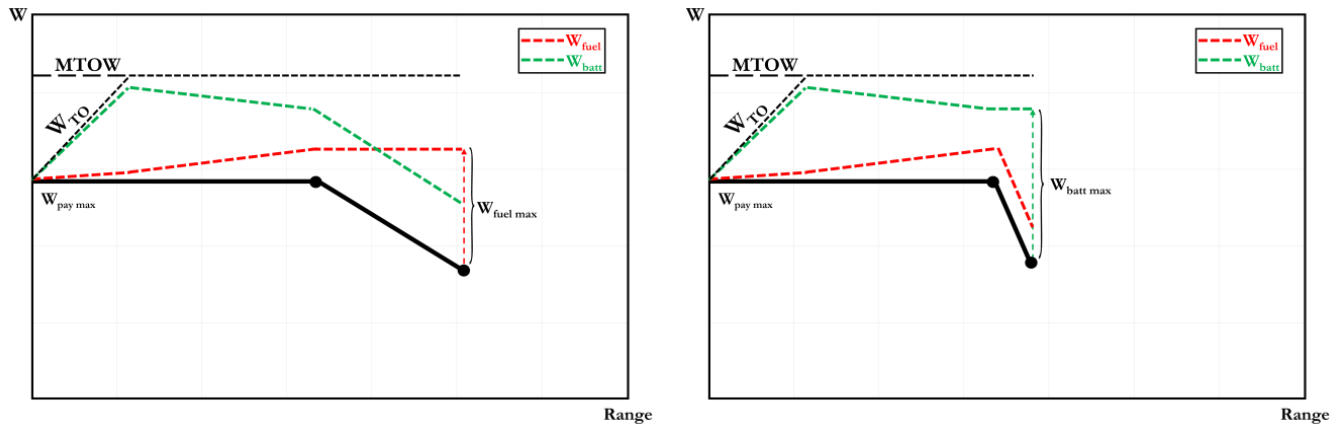 W
W_fuel
W_batt
MTOW
W_TO
W_pay max
W_fuel max
Range
W
W_fuel
W_batt
MTOW
W_TO
W_pay max
W_batt max
Range